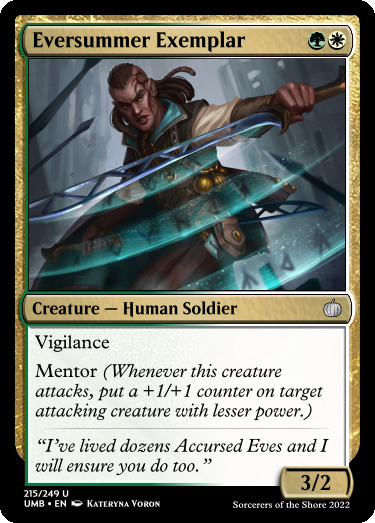 Eversummer Exemplar
Creature — Human Soldier
Vigilance
Mentor (Whenever this creature
attacks, put a +1/+1 counter on target
attacking creature with lesser power.)
“I’ve lived dozens Accursed Eves and I
will ensure you do too.”
3/2
215/249 U
UMB • EN Kateryna Voron
Sorcerers of the Shore 2022